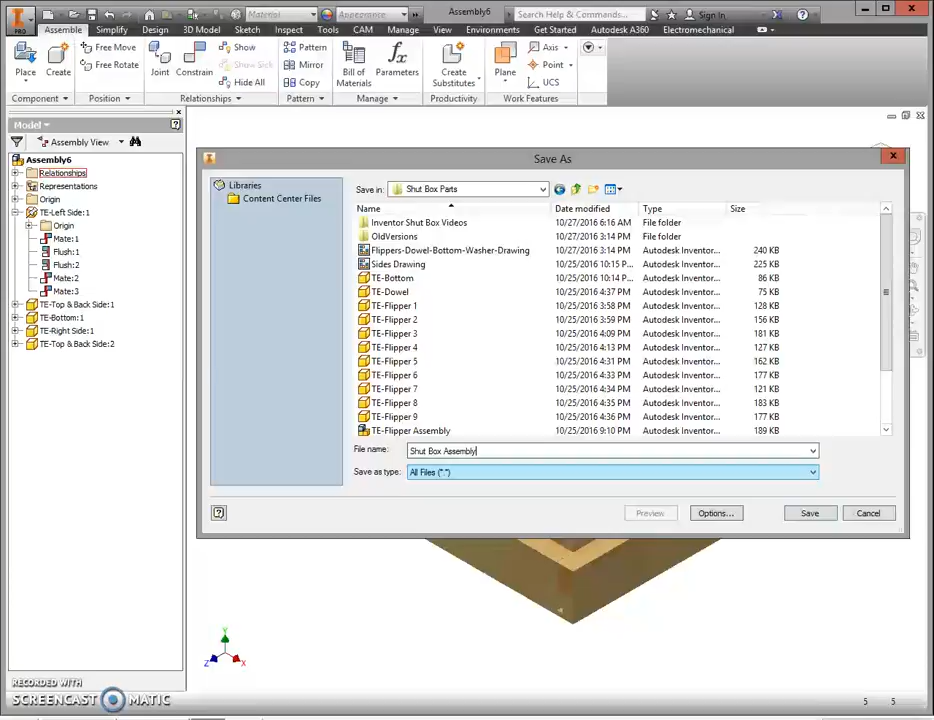 Material
Appearance
Assembly6
Search Help & Commands...
Sign In
PRO
Assemble
Simplify
Design
3D Model
Sketch
Inspect
Tools
CAM
Manage
View
Environments
Get Started
Autodesk A360
Electromechanical
Place
Create
Free Move
Free Rotate
Joint
Constrain
Show
Show Sick
Hide All
Pattern
Mirror
Copy
Bill of
Materials
Parameters
Create
Substitutes
Plane
Axis
Point
UCS
Component
Position
Relationships
Pattern
Manage
Productivity
Work Features
Model
Assembly View
Assembly6
Relationships
Representations
Origin
TE-Left Side:1
Origin
Mate:1
Flush:1
Flush:2
Mate:2
Mate:3
TE-Top & Back Side:1
TE-Bottom:1
TE-Right Side:1
TE-Top & Back Side:2
Save As
Libraries
Content Center Files
Save in:
Shut Box Parts
Name
Date modified
Type
Size
Inventor Shut Box Videos 10/27/2016 6:16 AM File folder
OldVersions 10/27/2016 3:14 PM File folder
Flippers-Dowel-Bottom-Washer-Drawing 10/27/2016 3:14 PM Autodesk Inventor... 240 KB
Sides Drawing 10/25/2016 10:15 P... Autodesk Inventor... 225 KB
TE-Bottom 10/25/2016 10:14 P... Autodesk Inventor... 86 KB
TE-Dowel 10/25/2016 4:37 PM Autodesk Inventor... 75 KB
TE-Flipper 1 10/25/2016 3:58 PM Autodesk Inventor... 128 KB
TE-Flipper 2 10/25/2016 3:59 PM Autodesk Inventor... 156 KB
TE-Flipper 3 10/25/2016 4:09 PM Autodesk Inventor... 181 KB
TE-Flipper 4 10/25/2016 4:13 PM Autodesk Inventor... 127 KB
TE-Flipper 5 10/25/2016 4:31 PM Autodesk Inventor... 162 KB
TE-Flipper 6 10/25/2016 4:33 PM Autodesk Inventor... 177 KB
TE-Flipper 7 10/25/2016 4:34 PM Autodesk Inventor... 121 KB
TE-Flipper 8 10/25/2016 4:35 PM Autodesk Inventor... 183 KB
TE-Flipper 9 10/25/2016 4:36 PM Autodesk Inventor... 177 KB
TE-Flipper Assembly 10/25/2016 9:10 PM Autodesk Inventor... 189 KB
File name:
Shut Box Assembly
Save as type:
All Files (*.*)
Preview
Options...
Save
Cancel
Y
Z
X
RECORDED WITH
SCREENCAST MATIC
5 5